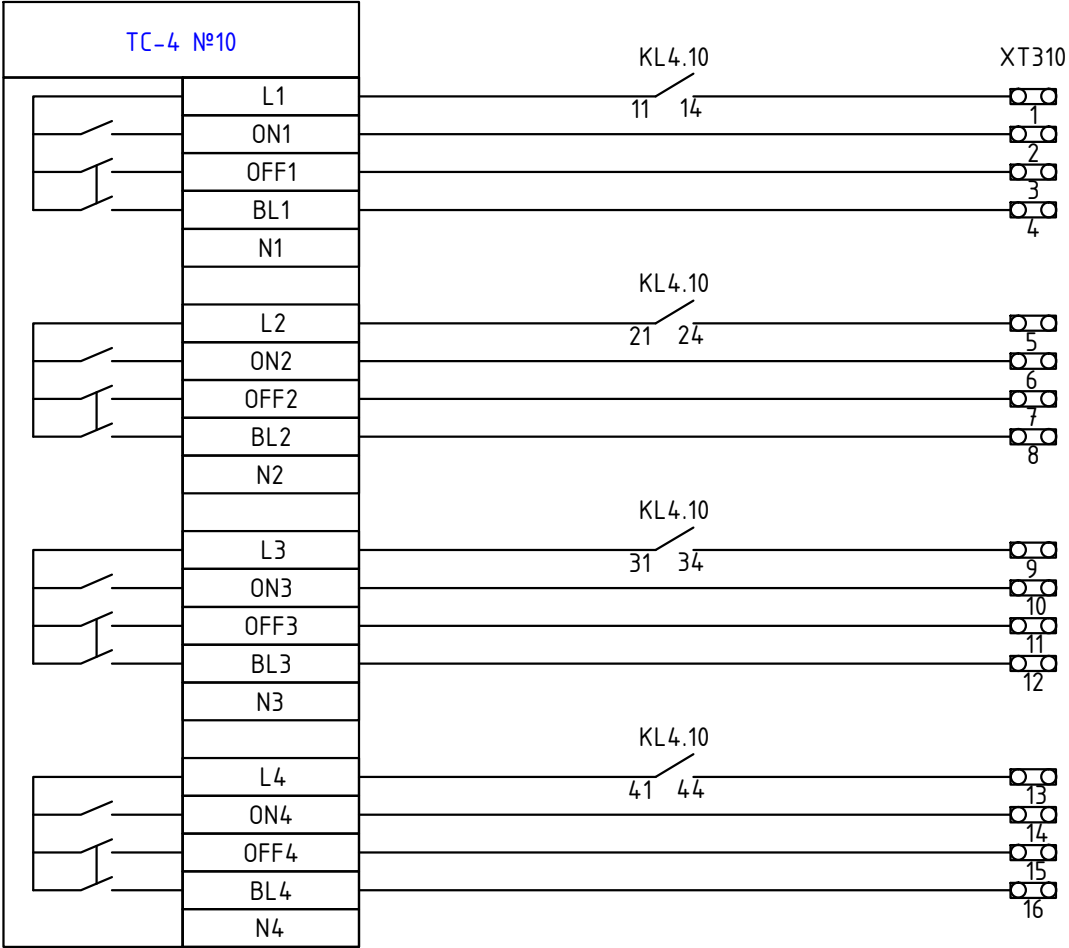 TC-4 №10
KL4.10
XT310
L1
11 14
1
ON1
2
OFF1
3
BL1
4
N1
KL4.10
L2
21 24
5
ON2
6
OFF2
7
BL2
8
N2
KL4.10
L3
31 34
9
ON3
10
OFF3
11
BL3
12
N3
KL4.10
L4
41 44
13
ON4
14
OFF4
15
BL4
16
N4